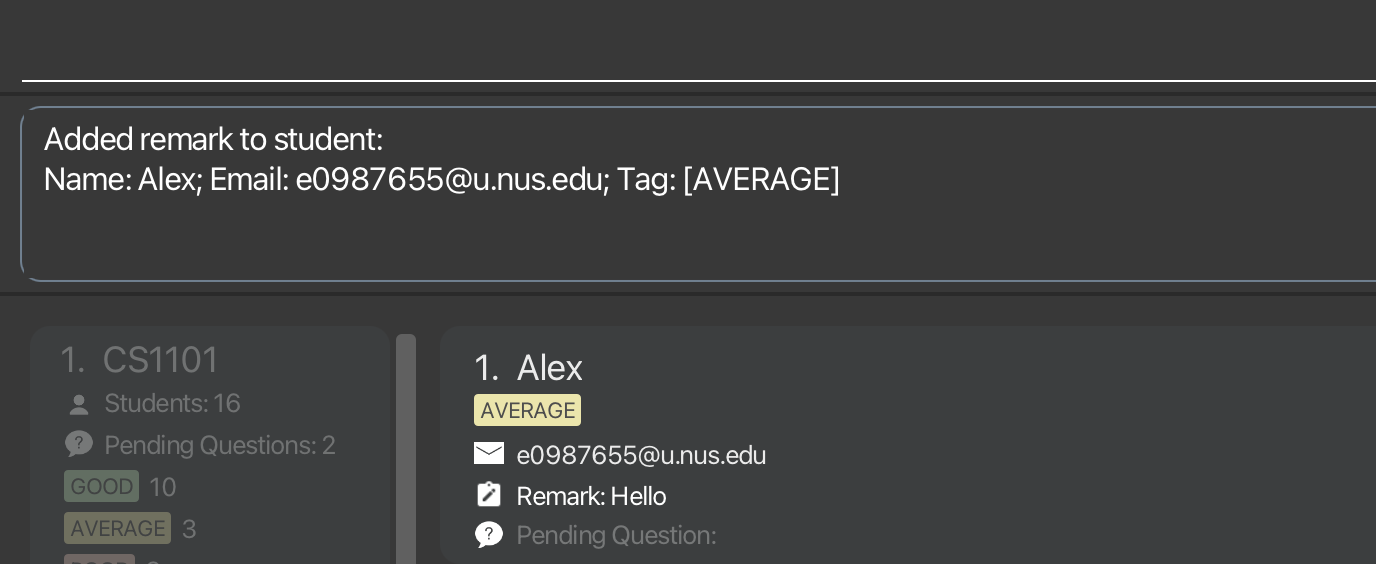 Added remark to student:
Name: Alex; Email: e0987655@u.nus.edu; Tag: [AVERAGE]
1. CS1101
Students: 16
Pending Questions: 2
GOOD 10
AVERAGE 3
1. Alex
AVERAGE
e0987655@u.nus.edu
Remark: Hello
Pending Question: